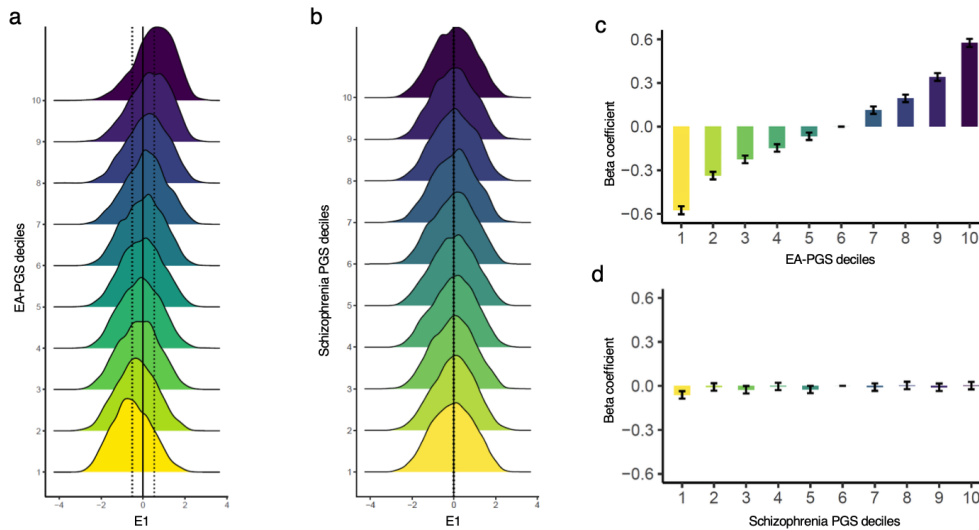 a
EA-PGS deciles
10
9
8
7
6
5
4
3
2
1
−4 −2 0 2 4
E1
b
Schizophrenia PGS deciles
10
9
8
7
6
5
4
3
2
1
−4 −2 0 2 4
E1
c
Beta coefficient
0.6
0.3
0.0
−0.3
−0.6
1 2 3 4 5 6 7 8 9 10
EA-PGS deciles
d
Beta coefficient
0.6
0.3
0.0
−0.3
−0.6
1 2 3 4 5 6 7 8 9 10
Schizophrenia PGS deciles